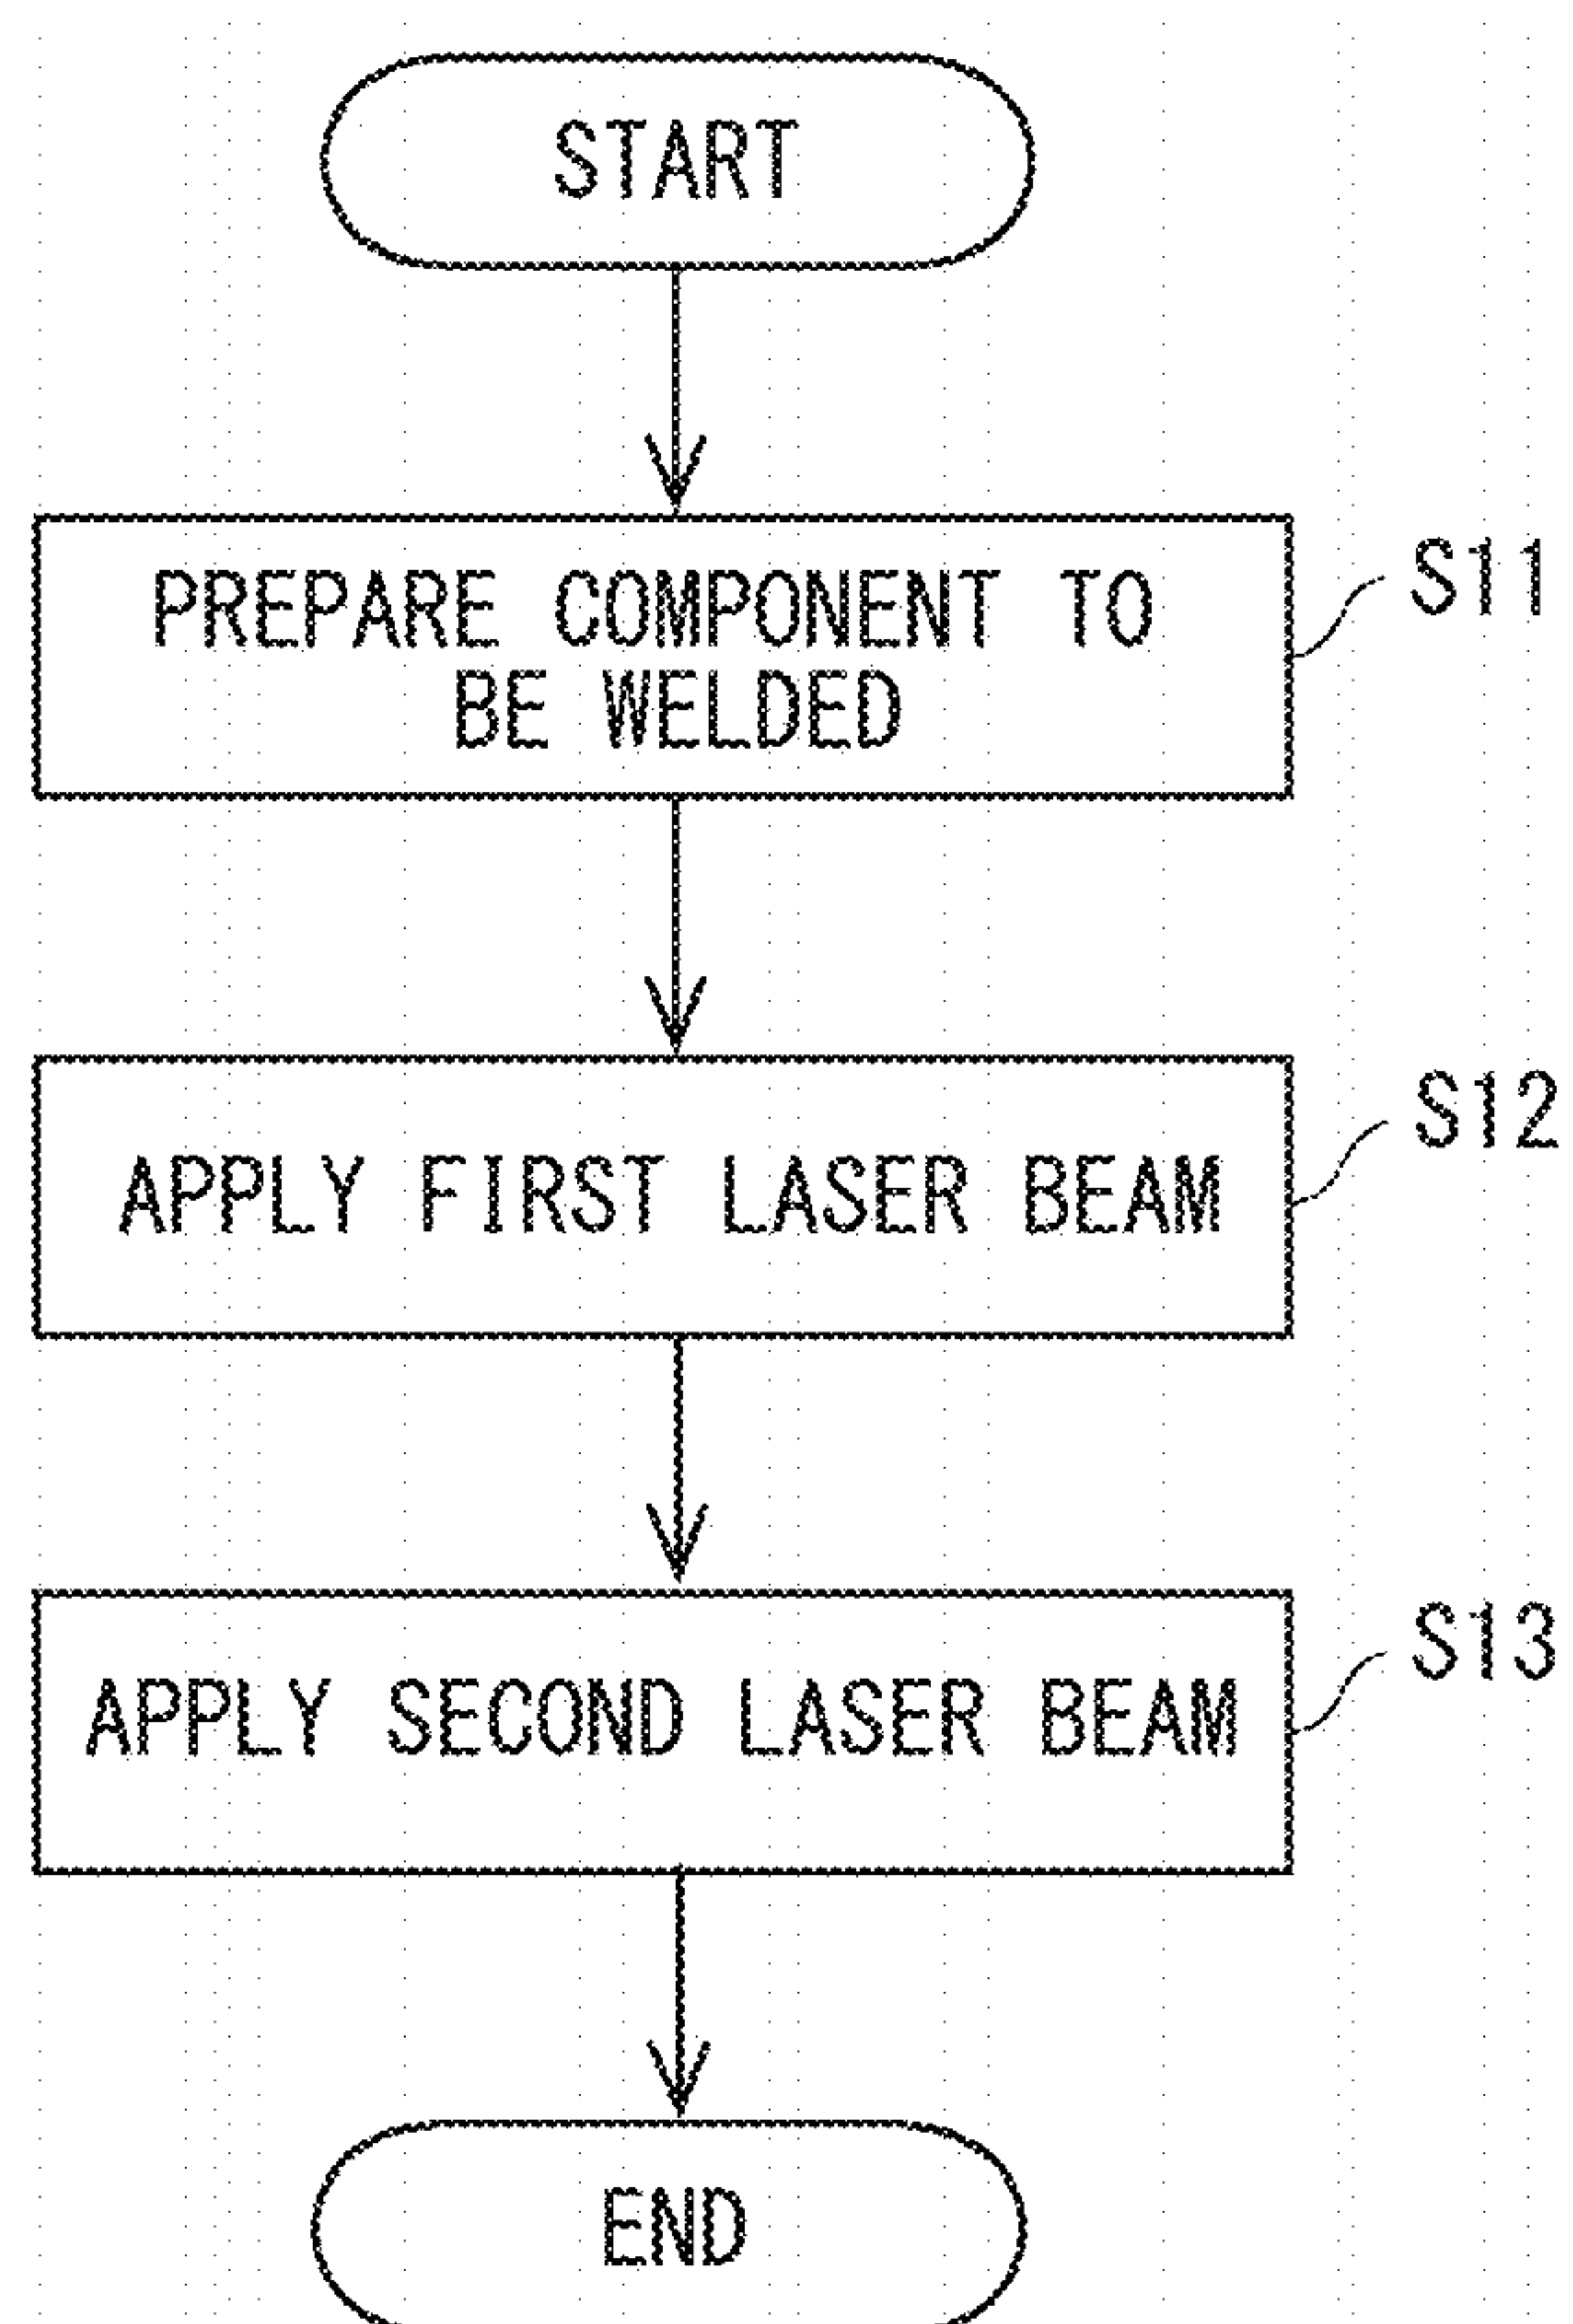 START
PREPARE COMPONENT TO
BE WELDED
S11
APPLY FIRST LASER BEAM
S12
APPLY SECOND LASER BEAM
S13
END